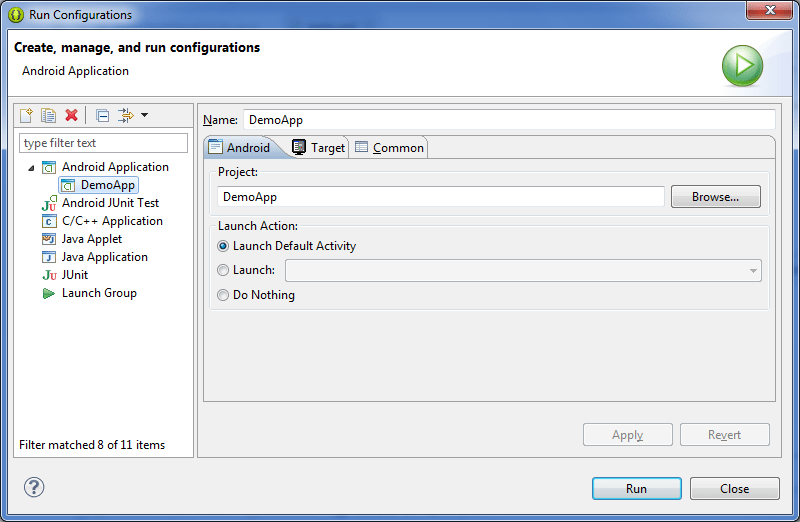 Run Configurations
Create, manage, and run configurations
Android Application
type filter text
Android Application
DemoApp
Android JUnit Test
C/C++ Application
Java Applet
Java Application
JUnit
Launch Group
Filter matched 8 of 11 items
Name: DemoApp
Android Target Common
Project:
DemoApp Browse...
Launch Action:
Launch Default Activity
Launch:
Do Nothing
Apply Revert
Run Close